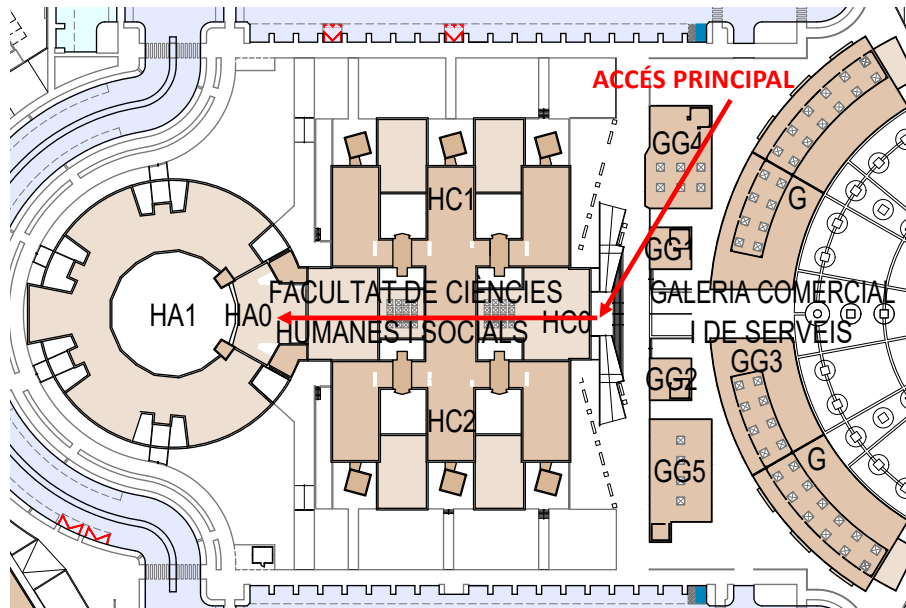 ACCÉS PRINCIPAL
GG4
G
HC1
GG1
FACULTAT DE CIÈNCIES
HUMANES I SOCIALS
GALERIA COMERCIAL
I DE SERVEIS
HA1
HA0
HC0
GG3
GG2
HC2
GG5
G